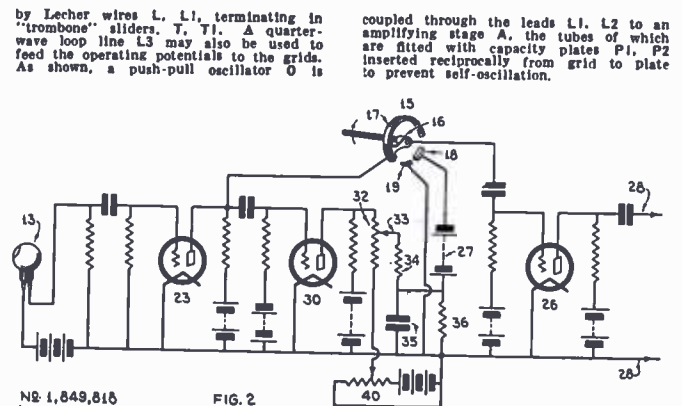 by Lecher wires L, L1, terminating in
"trombone" sliders, T, T1. A quarter-
wave loop line L3 may also be used to
feed the operating potentials to the grids.
As shown, a push-pull oscillator O is
coupled through the leads L1, L2 to an
amplifying stage A, the tubes of which
are fitted with capacity plates P1, P2
inserted reciprocally from grid to plate
to prevent self-oscillation.
15
17
16
18
19
13
32
33
28
34
27
23
30
26
35
36
28
40
Nº 1,849,818
FIG. 2